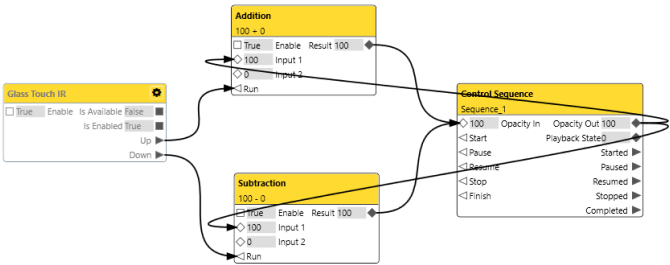 Addition
100 + 0
True Enable Result 100
100 Input 1
0 Input 2
Run
Glass Touch IR
True Enable Is Available False
Is Enabled True
Up
Down
Control Sequence
Sequence_1
100 Opacity In Opacity Out 100
Start Playback State 0
Pause Started
Resume Paused
Stop Resumed
Finish Stopped
Completed
Subtraction
100 - 0
True Enable Result 100
100 Input 1
0 Input 2
Run